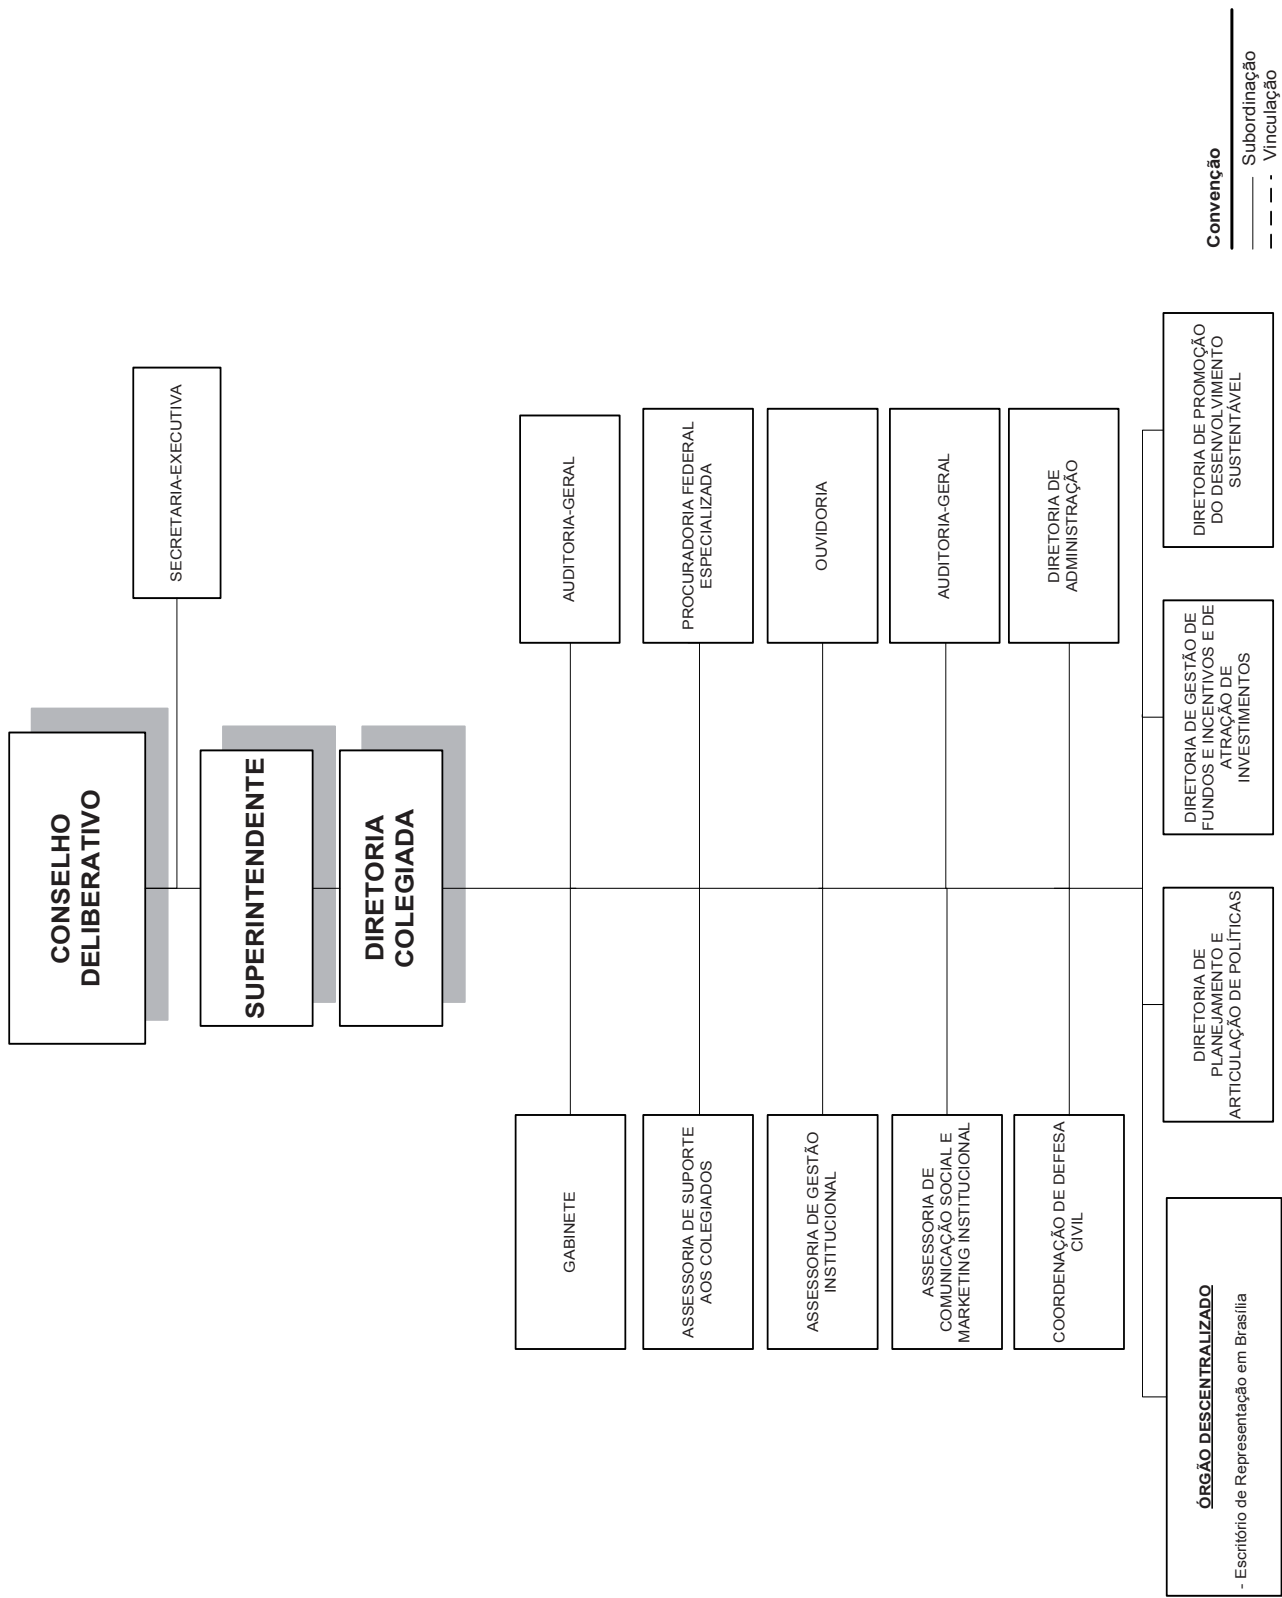 CONSELHO
DELIBERATIVO
SECRETARIA-EXECUTIVA
SUPERINTENDENTE
DIRETORIA
COLEGIADA
GABINETE
AUDITORIA-GERAL
ASSESSORIA DE SUPORTE
AOS COLEGIADOS
PROCURADORIA FEDERAL
ESPECIALIZADA
ASSESSORIA DE GESTÃO
INSTITUCIONAL
OUVIDORIA
ASSESSORIA DE
COMUNICAÇÃO SOCIAL E
MARKETING INSTITUCIONAL
AUDITORIA-GERAL
COORDENAÇÃO DE DEFESA
CIVIL
DIRETORIA DE
ADMINISTRAÇÃO
ÓRGÃO DESCENTRALIZADO
- Escritório de Representação em Brasília
DIRETORIA DE
PLANEJAMENTO E
ARTICULAÇÃO DE POLÍTICAS
DIRETORIA DE GESTÃO DE
FUNDOS E INCENTIVOS E DE
ATRAÇÃO DE
INVESTIMENTOS
DIRETORIA DE PROMOÇÃO
DO DESENVOLVIMENTO
SUSTENTÁVEL
Convenção
Subordinação
Vinculação